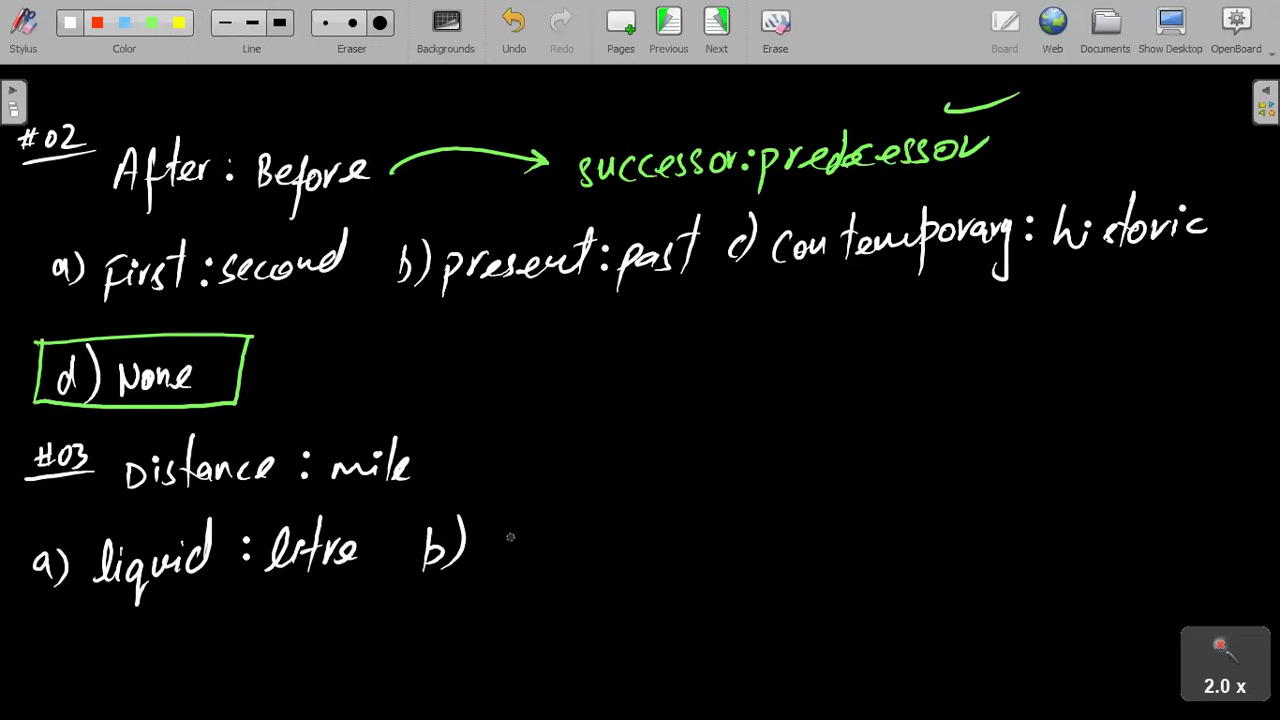 Stylus Color Line Eraser Backgrounds Undo Redo Pages Previous Next Erase Board Web Documents Show Desktop OpenBoard
#02 After : Before successor:predecessor
a) First : second b) present : past c) Contemporary : historic
d) None
#03 Distance : mile
a) liquid : litre b)
2.0 x